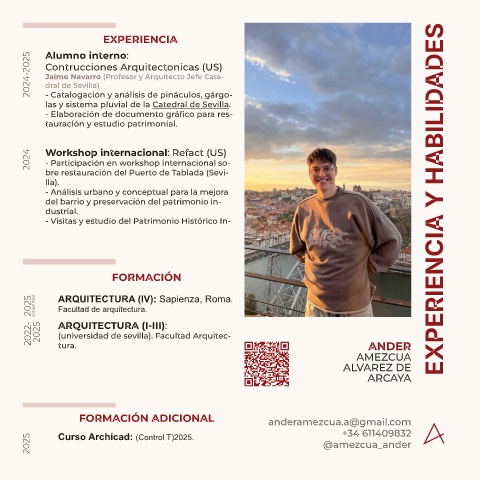 EXPERIENCIA
2024-2025
Alumno interno:
Contrucciones Arquitectonicas (US)
Jaime Navarro (Profesor y Arquitecto Jefe Cate-
dral de Sevilla)
- Catalogación y análisis de pináculos, gárgo-
las y sistema pluvial de la Catedral de Sevilla.
- Elaboración de documento gráfico para res-
tauración y estudio patrimonial.
2024
Workshop internacional: Refact (US)
- Participación en workshop internacional so-
bre restauración del Puerto de Tablada (Sevi-
lla).
- Análisis urbano y conceptual para la mejora
del barrio y preservación del patrimonio in-
dustrial.
- Visitas y estudio del Patrimonio Histórico In-
FORMACIÓN
2025
ARQUITECTURA (IV): Sapienza, Roma.
Facultad de arquitectura.
2022-
2025
ARQUITECTURA (I-III):
(universidad de sevilla). Facultad Arquitec-
tura.
FORMACIÓN ADICIONAL
2025
Curso Archicad: (Control T)2025.
EXPERIENCIA Y HABILIDADES
ANDER
AMEZCUA
ALVAREZ DE
ARCAYA
anderamezcua.a@gmail.com
+34 611409832
@amezcua_ander